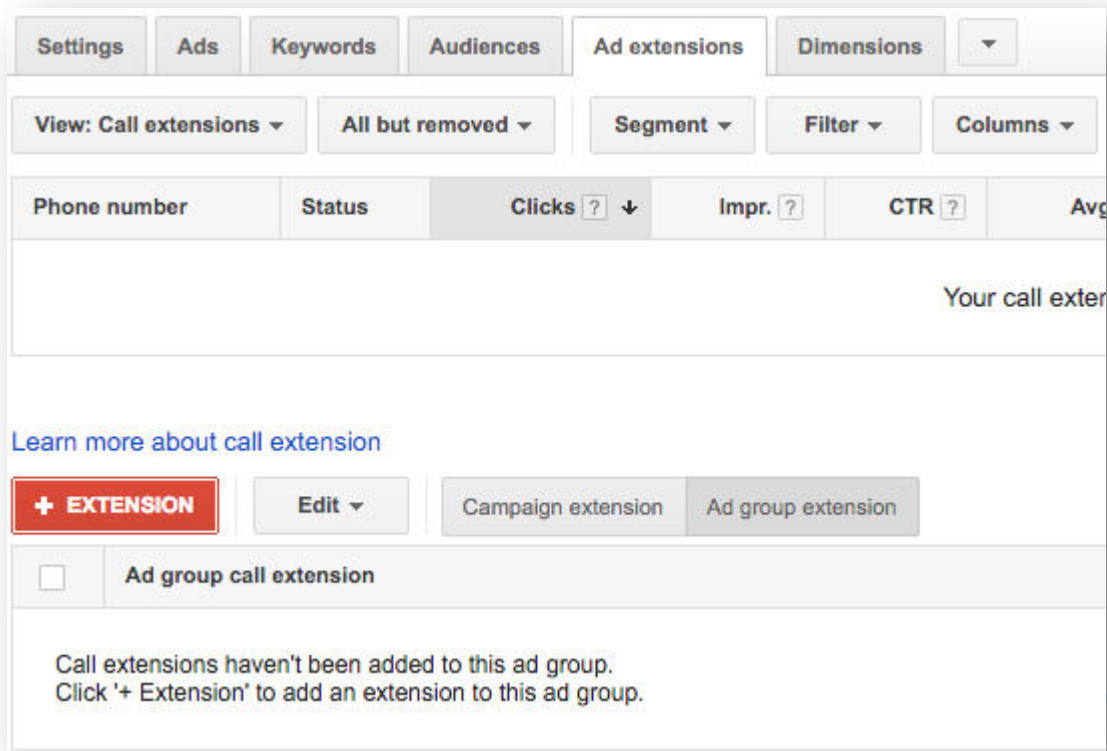 Settings Ads Keywords Audiences Ad extensions Dimensions
View: Call extensions All but removed Segment Filter Columns
Phone number Status Clicks ? Impr. ? CTR ? Avg
Your call exten
Learn more about call extension
+ EXTENSION Edit Campaign extension Ad group extension
Ad group call extension
Call extensions haven't been added to this ad group.
Click '+ Extension' to add an extension to this ad group.